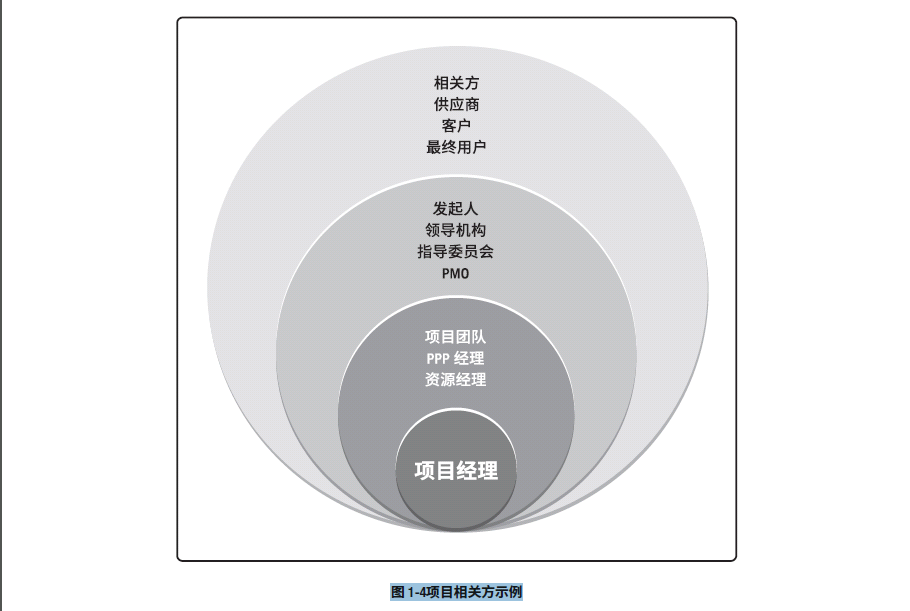 相关方
供应商
客户
最终用户
发起人
领导机构
指导委员会
PMO
项目团队
PPP 经理
资源经理
项目经理
图 1-4项目相关方示例